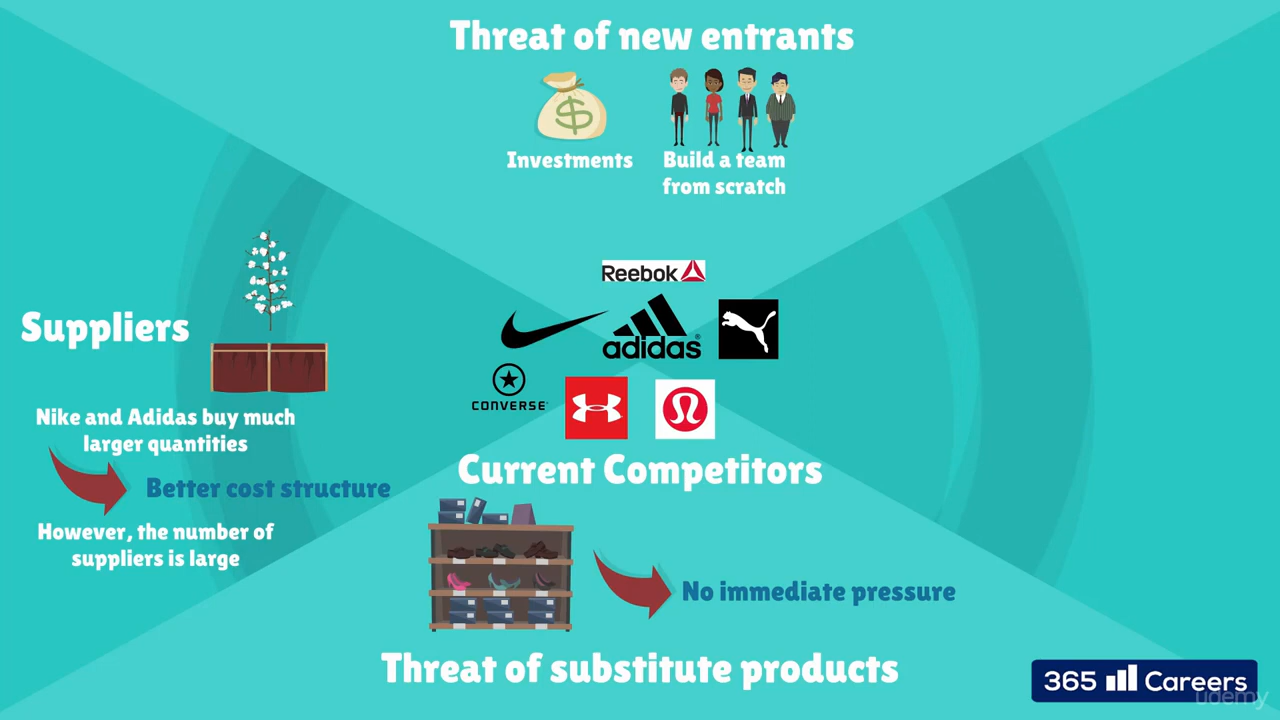 Threat of new entrants
Investments
Build a team
from scratch
Reebok
adidas
CONVERSE
Current Competitors
Suppliers
Nike and Adidas buy much
larger quantities
Better cost structure
However, the number of
suppliers is large
No immediate pressure
Threat of substitute products
365 Careers
udemy